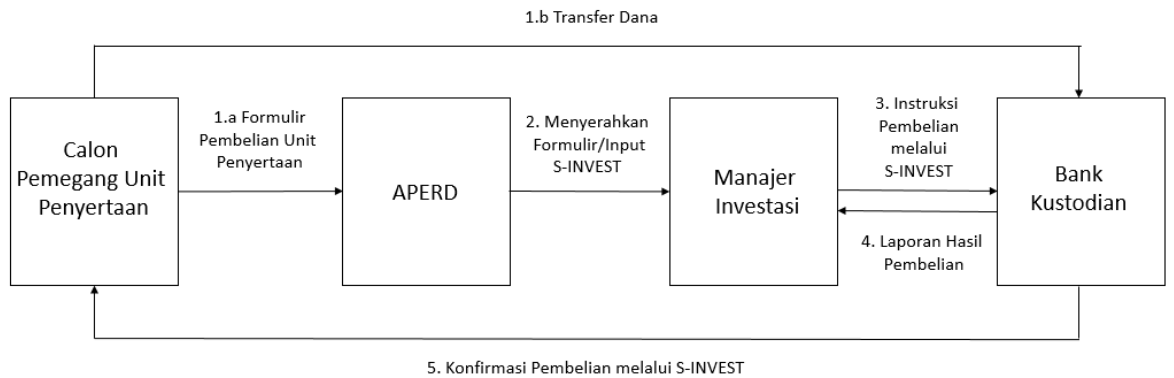 1.b Transfer Dana
Calon
Pemegang Unit
Penyertaan
1.a Formulir
Pembelian Unit
Penyertaan
APERD
2. Menyerahkan
Formulir/Input
S-INVEST
Manajer
Investasi
3. Instruksi
Pembelian
melalui
S-INVEST
4. Laporan Hasil
Pembelian
Bank
Kustodian
5. Konfirmasi Pembelian melalui S-INVEST